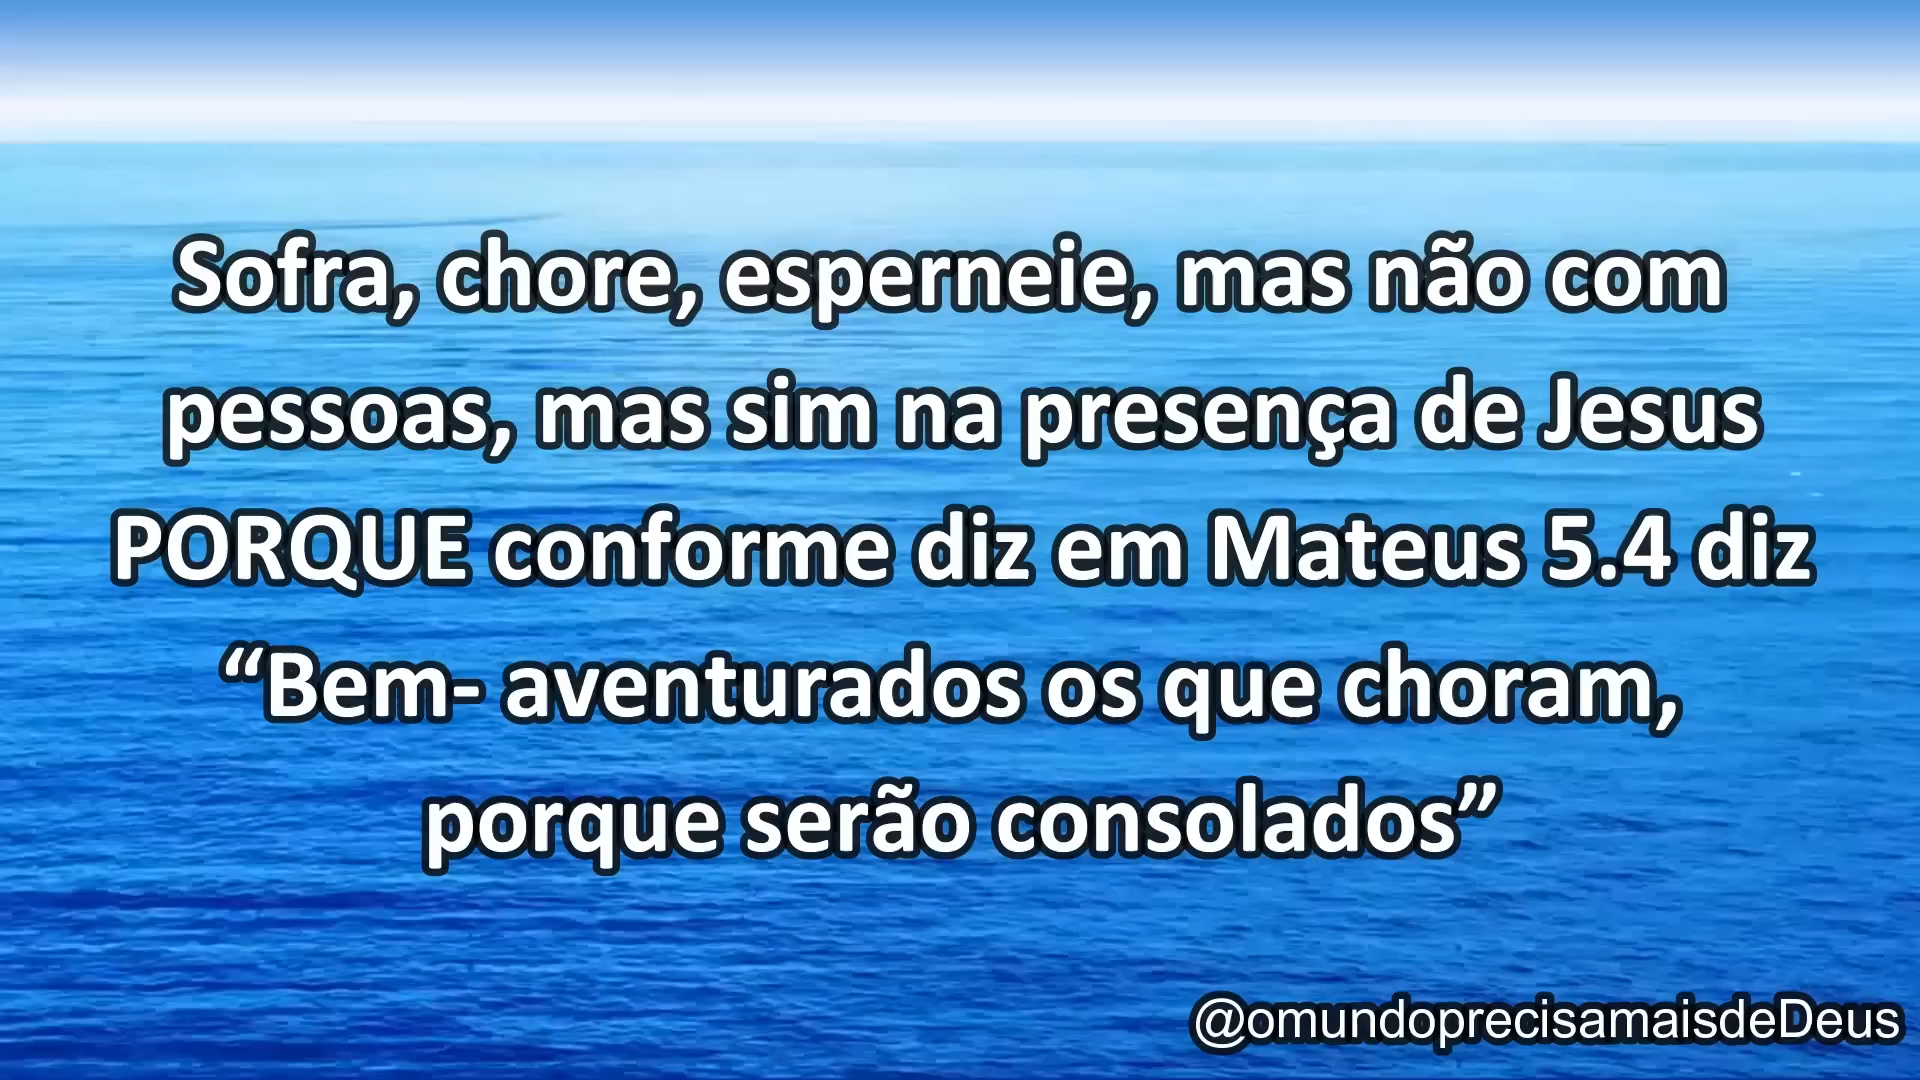 Sofra, chore, esperneie, mas não com
pessoas, mas sim na presença de Jesus
PORQUE conforme diz em Mateus 5.4 diz
“Bem- aventurados os que choram,
porque serão consolados”
@omundoprecisamaisdeDeus